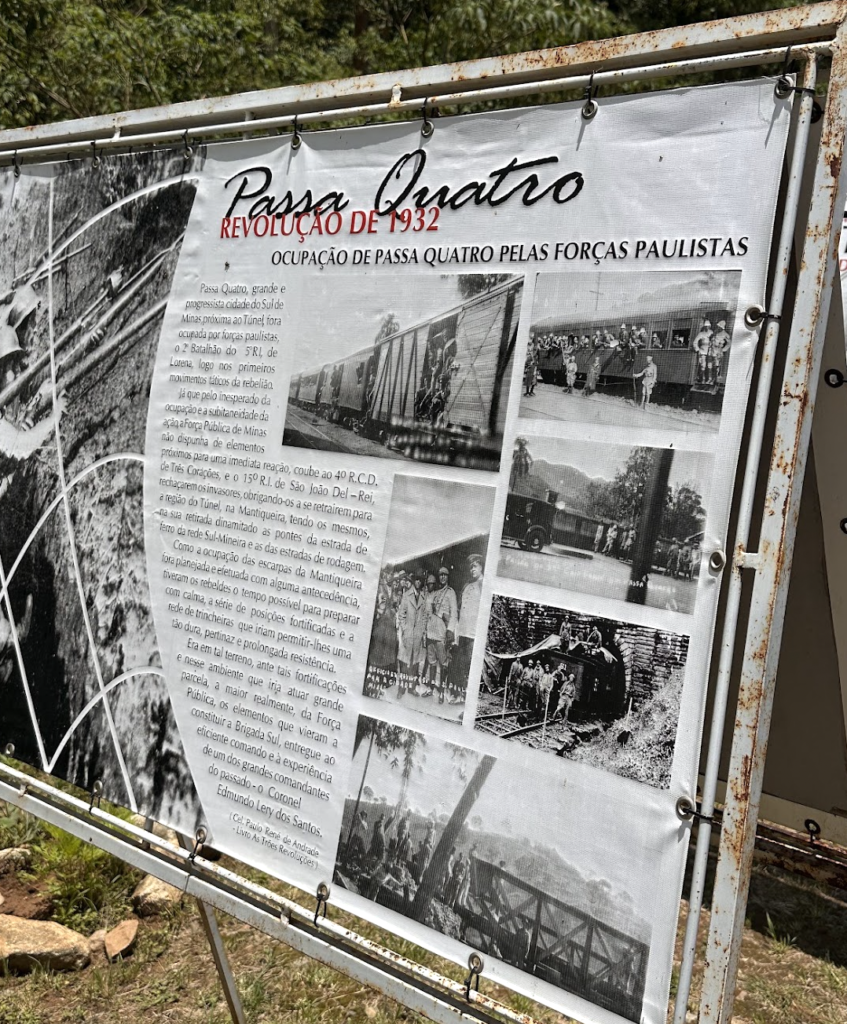 Passa Quatro
REVOLUÇÃO DE 1932
OCUPAÇÃO DE PASSA QUATRO PELAS FORÇAS PAULISTAS
Passa Quatro, grande e
progressista cidade do Sul de
Minas próxima ao Túnel, fora
ocupada por forças paulistas,
o 2º Batalhão do 5ºR.I, de
Lorena, logo nos primeiros
movimentos táticos da rebelião.
Já que pelo inesperado da
ocupação e a subitaneidade da
ação, a Força Pública de Minas
não dispunha de elementos
próximos para uma imediata reação, coube ao 4º R.C.D.
de Três Corações, e o 15º R.I. de São João Del –Rei,
rechaçarem os invasores, obrigando-os a se retraírem para
a região do Túnel, na Mantiqueira, tendo os mesmos,
na sua retirada dinamitado as pontes da estrada de
ferro da rede Sul-Mineira e as das estradas de rodagem.
Como a ocupação das escarpas da Mantiqueira
fora planejada e efetuada com alguma antecedência,
tiveram os rebeldes o tempo possível para preparar
com calma, a série de posições fortificadas e a
rede de trincheiras que iriam permitir-lhes uma
tão dura, pertinaz e prolongada resistência.
Era em tal terreno, ante tais fortificações
e nesse ambiente que iria atuar grande
parcela, a maior realmente, da Força
Pública, os elementos que vieram a
constituir a Brigada Sul, entregue ao
eficiente comando e à experiência
de um dos grandes comandantes
do passado - o Coronel
Edmundo Lery dos Santos.
( Cel. Paulo René de Andrade
- Livro As Três Revoluções )